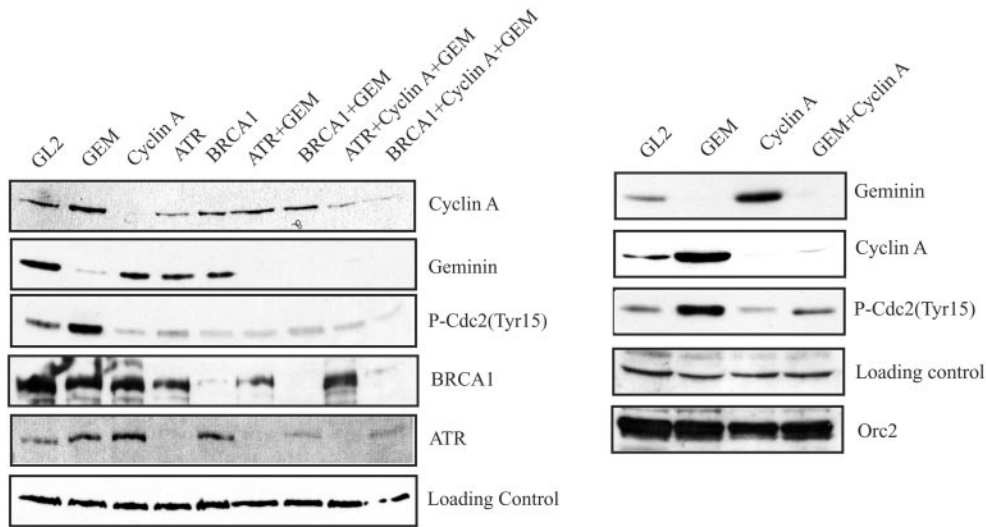 GL2
GEM
Cyclin A
ATR
BRCA1
ATR+GEM
BRCA1+GEM
ATR+Cyclin A+GEM
BRCA1+Cyclin A+GEM
Cyclin A
Geminin
P-Cdc2(Tyr15)
BRCA1
ATR
Loading Control
GL2
GEM
Cyclin A
GEM+Cyclin A
Geminin
Cyclin A
P-Cdc2(Tyr15)
Loading control
Orc2